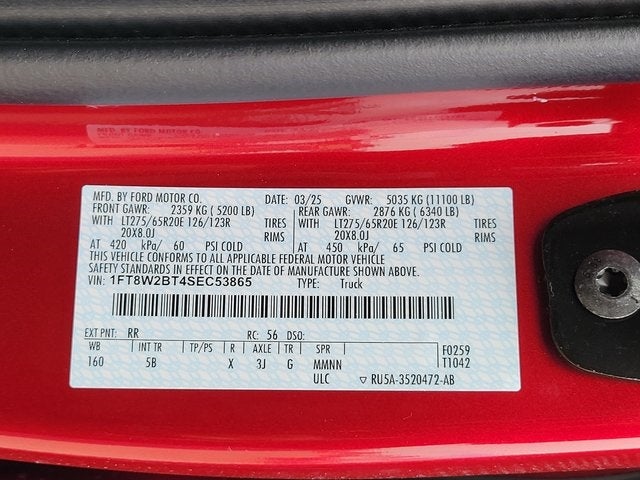 MFD. BY FORD MOTOR CO. DATE: 03/25 GVWR: 5035 KG (11100 LB)
FRONT GAWR: 2359 KG ( 5200 LB) REAR GAWR: 2876 KG ( 6340 LB)
WITH LT275/65R20E 126/123R TIRES WITH LT275/65R20E 126/123R TIRES
20X8.0J RIMS 20X8.0J RIMS
AT 420 kPa/ 60 PSI COLD AT 450 kPa/ 65 PSI COLD
THIS VEHICLE CONFORMS TO ALL APPLICABLE FEDERAL MOTOR VEHICLE
SAFETY STANDARDS IN EFFECT ON THE DATE OF MANUFACTURE SHOWN ABOVE.
VIN: 1FT8W2BT4SEC53865 TYPE: Truck
EXT PNT: RR RC: 56 DSO:
WB INT TR TP/PS R AXLE TR SPR F0259
160 5B X 3J G MMNN T1042
ULC ▽ RU5A-3520472-AB